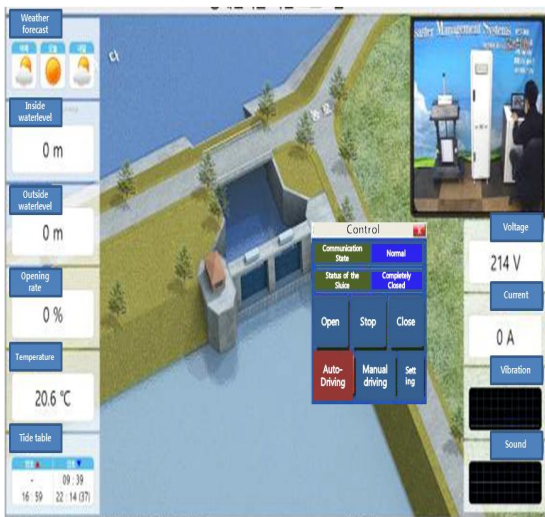 Weather
forecast
Inside
waterlevel
0 m
Outside
waterlevel
0 m
Opening
rate
0 %
Temperature
20.6 ℃
Tide table
- 09 : 39
16 : 59 22 : 14 (37)
다
Management Systems
Control
Communication
State
Normal
Status of the
Sluice
Completely
Closed
Open Stop Close
Auto-
Driving
Manual
driving
Sett
ing
Voltage
214 V
Current
0 A
Vibration
Sound